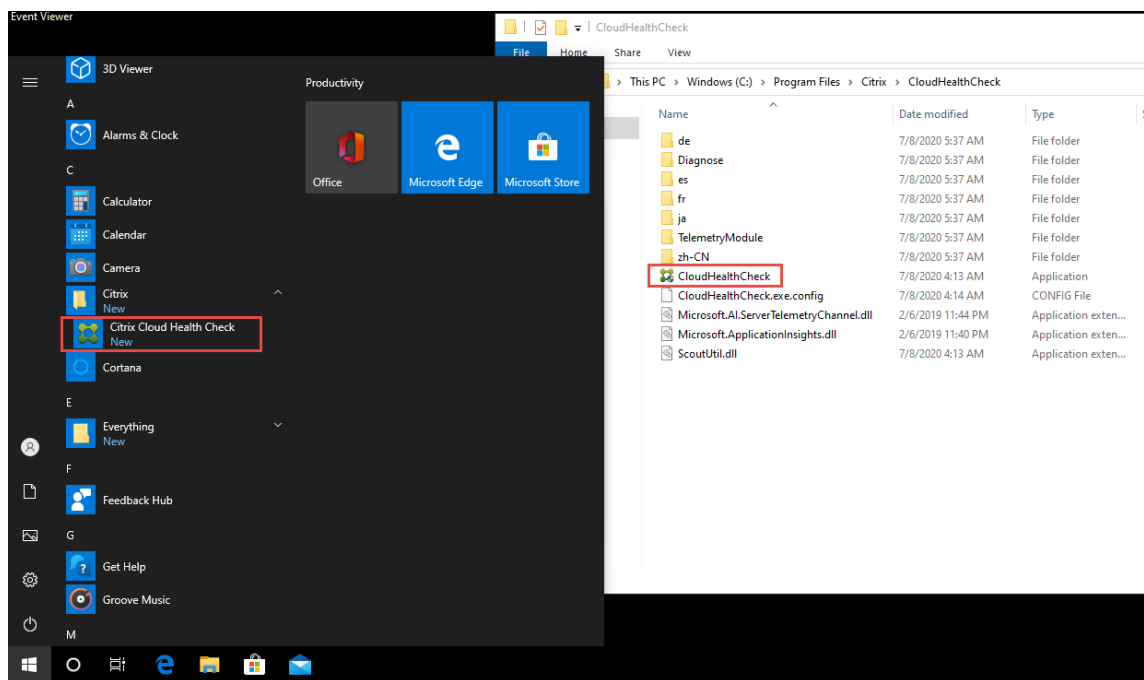 Event Viewer
3D Viewer
A
Alarms & Clock
C
Calculator
Calendar
Camera
Citrix
New
Citrix Cloud Health Check
New
Cortana
E
Everything
New
F
Feedback Hub
G
Get Help
Groove Music
M
Productivity
Office
Microsoft Edge
Microsoft Store
CloudHealthCheck
File Home Share View
This PC > Windows (C:) > Program Files > Citrix > CloudHealthCheck
Name Date modified Type
de 7/8/2020 5:37 AM File folder
Diagnose 7/8/2020 5:37 AM File folder
es 7/8/2020 5:37 AM File folder
fr 7/8/2020 5:37 AM File folder
ja 7/8/2020 5:37 AM File folder
TelemetryModule 7/8/2020 5:37 AM File folder
zh-CN 7/8/2020 5:37 AM File folder
CloudHealthCheck 7/8/2020 4:13 AM Application
CloudHealthCheck.exe.config 7/8/2020 4:14 AM CONFIG File
Microsoft.AI.ServerTelemetryChannel.dll 2/6/2019 11:44 PM Application exten...
Microsoft.ApplicationInsights.dll 2/6/2019 11:40 PM Application exten...
ScoutUtil.dll 7/8/2020 4:13 AM Application exten...